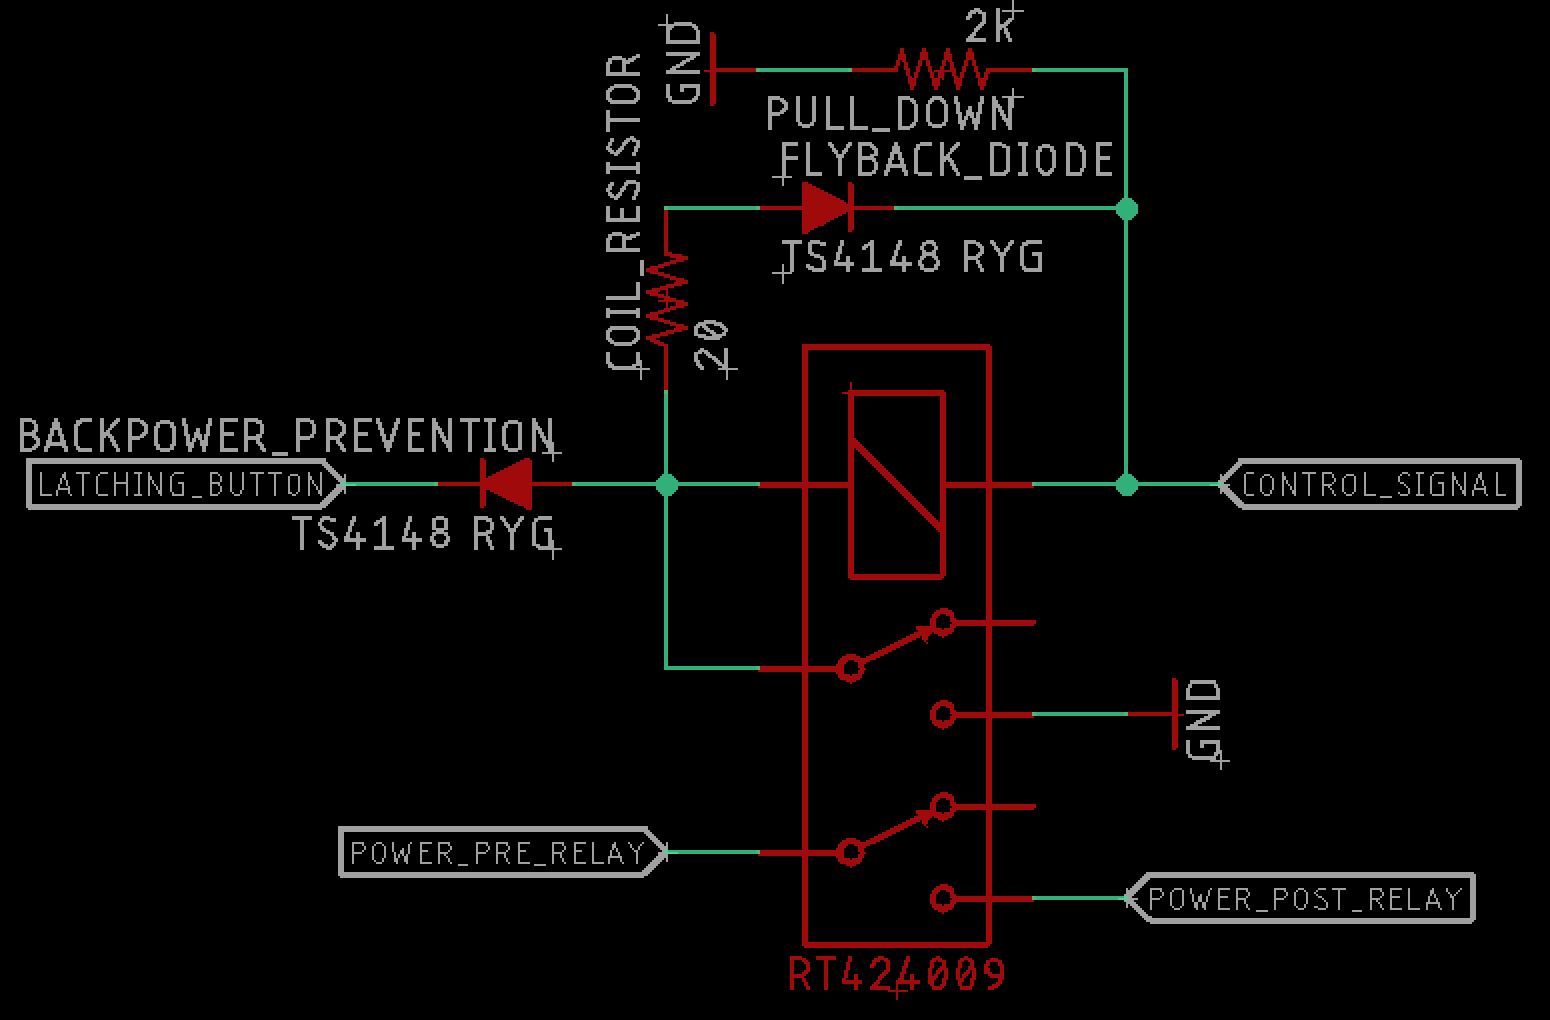 2k
GND
PULL_DOWN
FLYBACK_DIODE
COIL_RESISTOR
TS4148 RYG
20
BACKPOWER_PREVENTION
LATCHING_BUTTON
CONTROL_SIGNAL
TS4148 RYG
GND
POWER_PRE_RELAY
POWER_POST_RELAY
RT424009